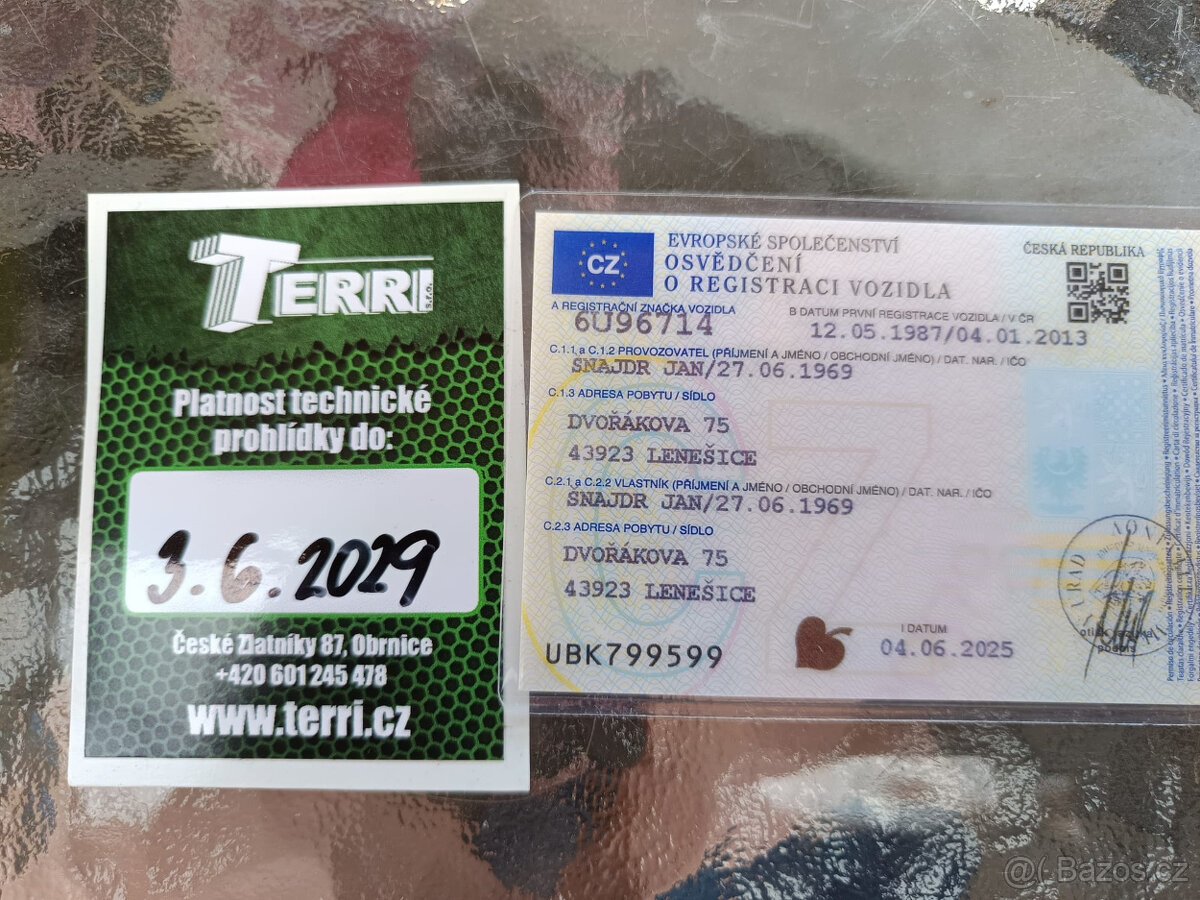 TERRI s.r.o.
Platnost technické
prohlídky do:
3.6.2029
České Zlatníky 87, Obrnice
+420 601 245 478
www.terri.cz
CZ
EVROPSKÉ SPOLEČENSTVÍ
OSVĚDČENÍ
O REGISTRACI VOZIDLA
ČESKÁ REPUBLIKA
A REGISTRAČNÍ ZNAČKA VOZIDLA
6U96714
B DATUM PRVNÍ REGISTRACE VOZIDLA / V ČR
12.05.1987/04.01.2013
C.1.1 a C.1.2 PROVOZOVATEL (PŘÍJMENÍ A JMÉNO / OBCHODNÍ JMÉNO) / DAT. NAR. / IČO
SNAJDR JAN/27.06.1969
C.1.3 ADRESA POBYTU / SÍDLO
DVOŘÁKOVA 75
43923 LENEŠICE
C.2.1 a C.2.2 VLASTNÍK (PŘÍJMENÍ A JMÉNO / OBCHODNÍ JMÉNO) / DAT. NAR. / IČO
SNAJDR JAN/27.06.1969
C.2.3 ADRESA POBYTU / SÍDLO
DVOŘÁKOVA 75
43923 LENEŠICE
UBK799599
I DATUM
04.06.2025
otisk razítka
podpis
Bazos.cz